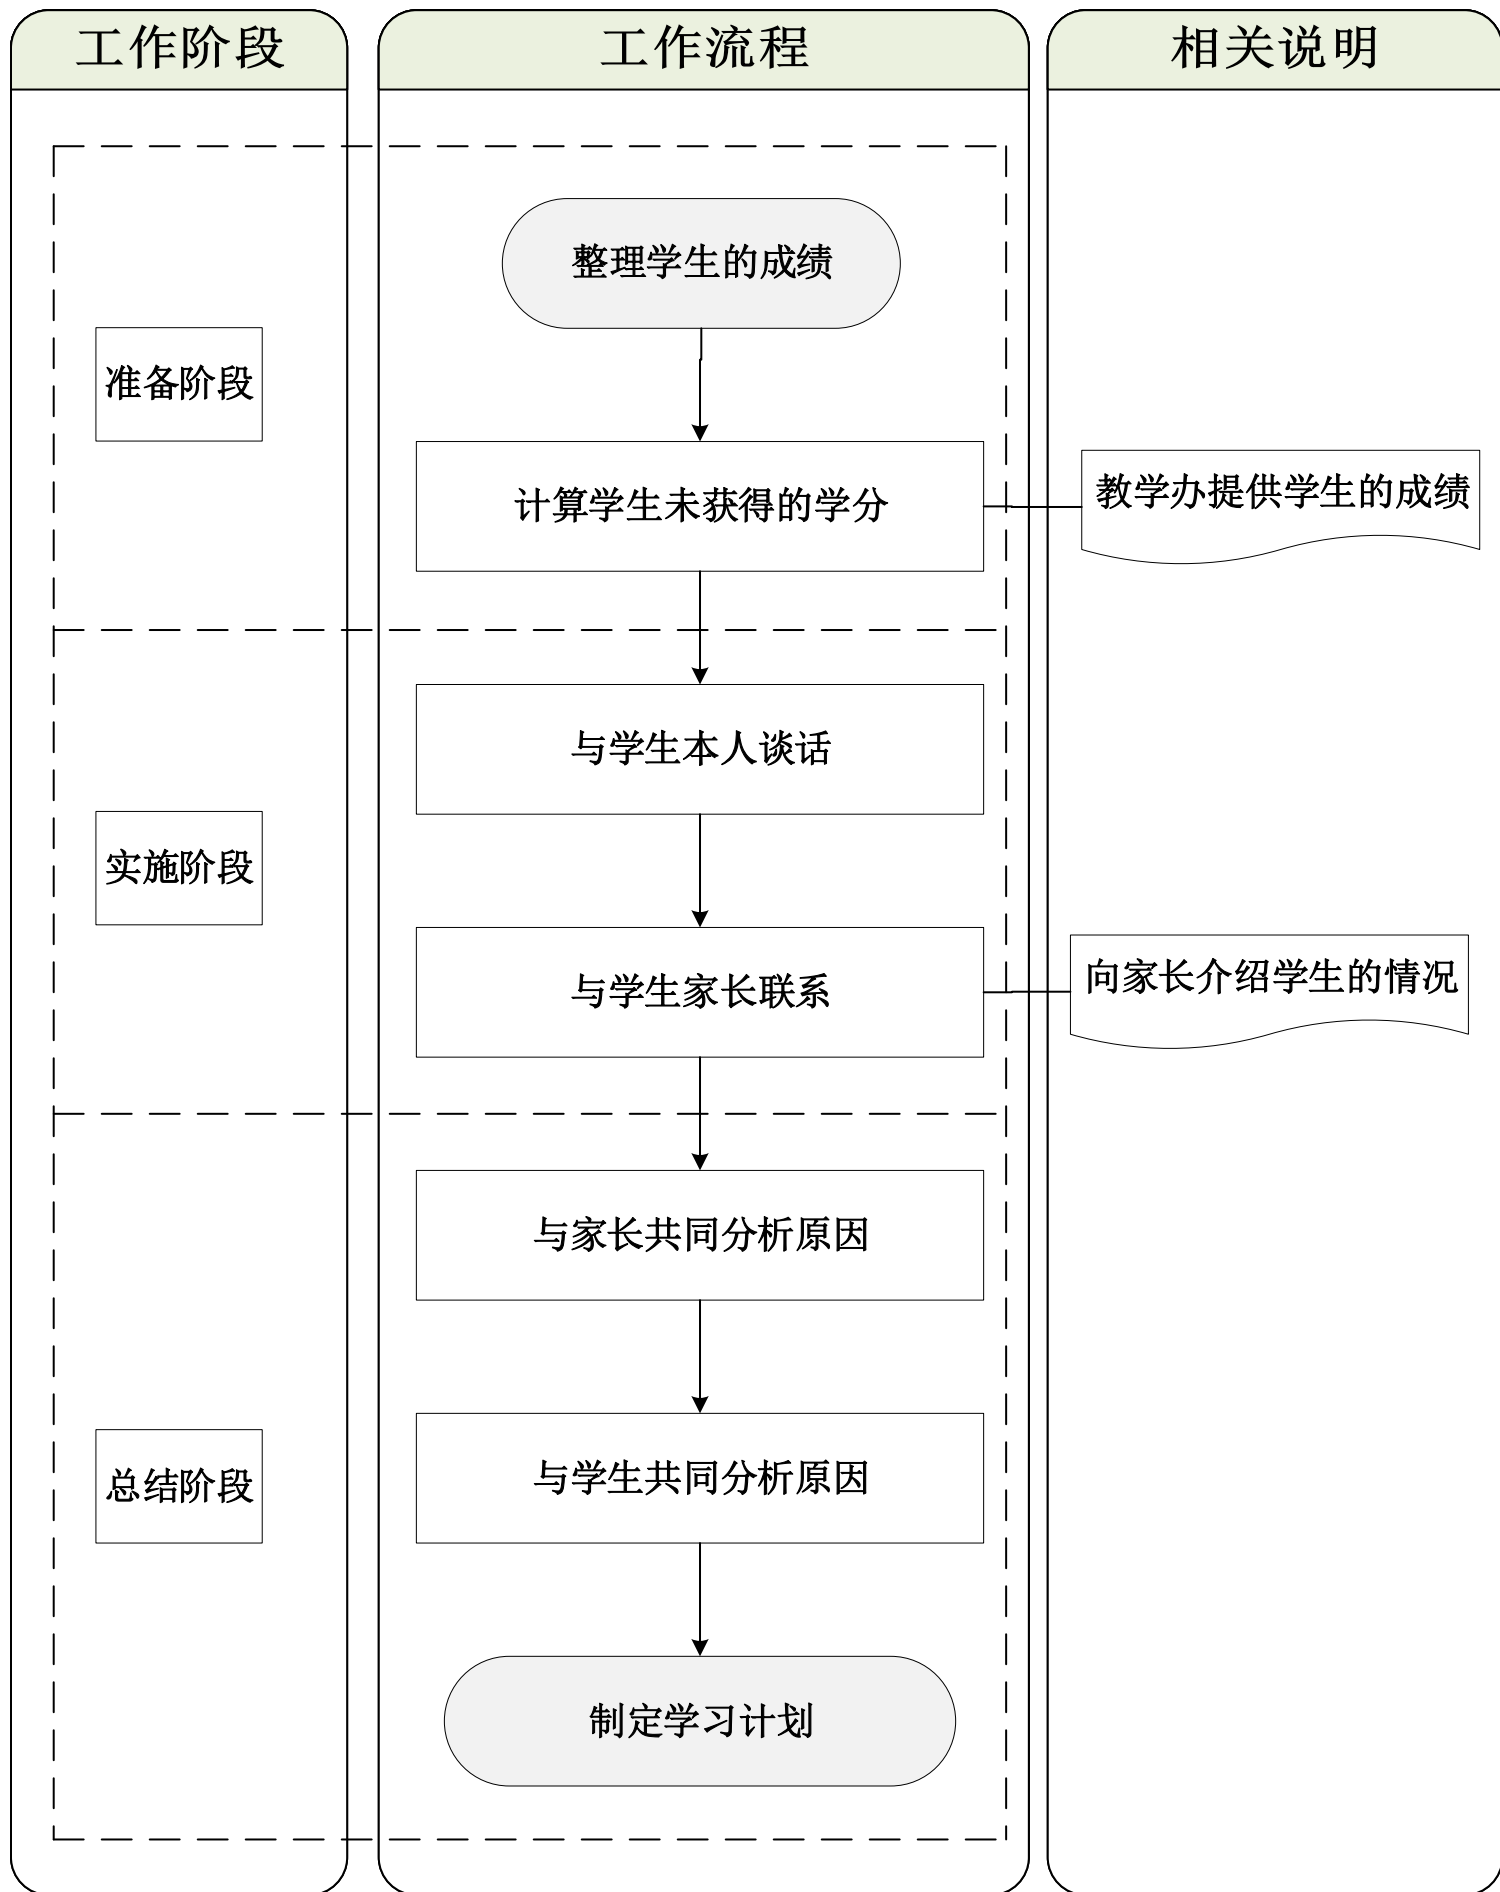 工作阶段
工作流程
相关说明
整理学生的成绩
准备阶段
计算学生未获得的学分
教学办提供学生的成绩
与学生本人谈话
实施阶段
与学生家长联系
向家长介绍学生的情况
与家长共同分析原因
与学生共同分析原因
总结阶段
制定学习计划